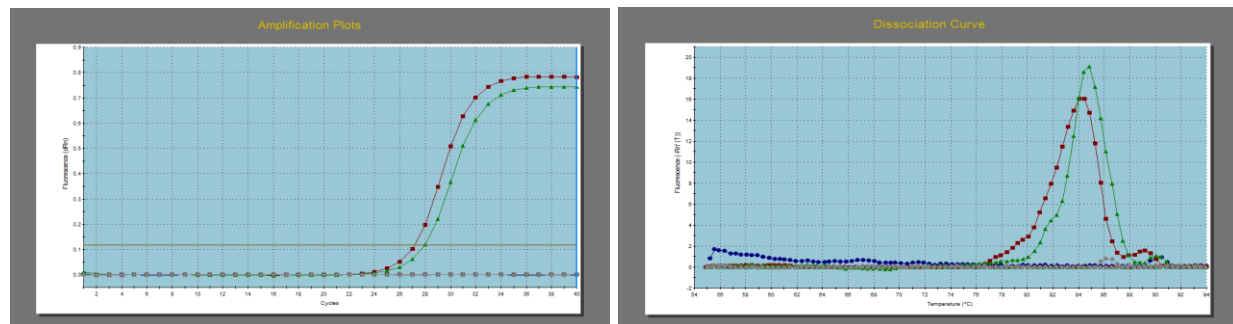 Amplification Plots
Fluorescence (dRn)
0.9
0.8
0.7
0.6
0.5
0.4
0.3
0.2
0.1
0.0
2 4 6 8 10 12 14 16 18 20 22 24 26 28 30 32 34 36 38 40
Cycles
Dissociation Curve
Fluorescence (-Rn' (T))
20
18
16
14
12
10
8
6
4
2
0
-2
54 56 58 60 62 64 66 68 70 72 74 76 78 80 82 84 86 88 90 92 94
Temperature (°C)